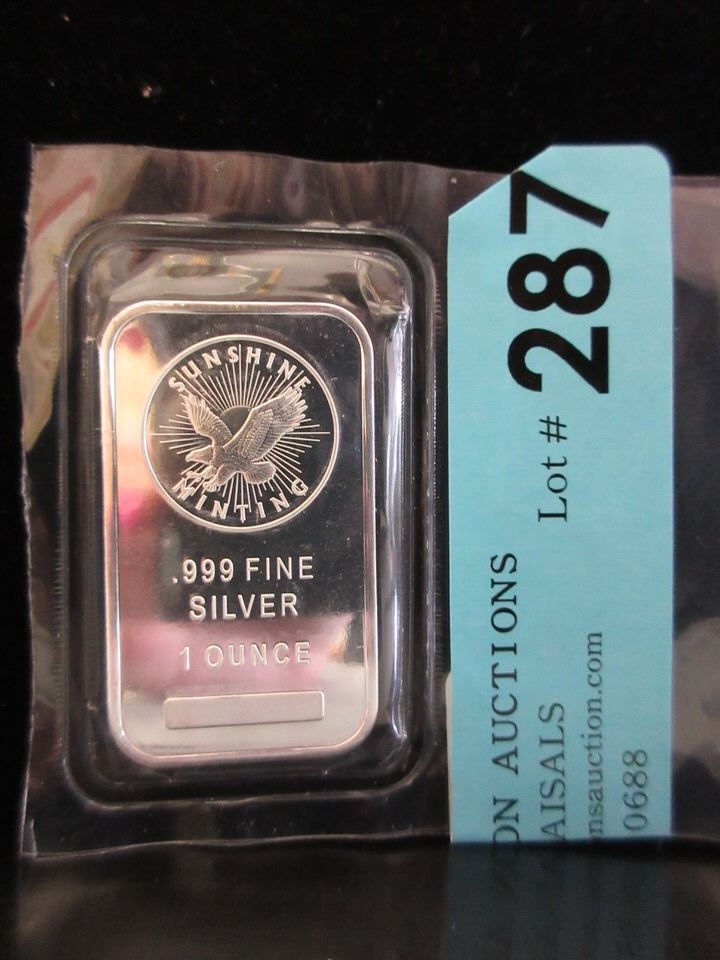 SUNSHINE
MINTING
.999 FINE
SILVER
1 OUNCE
Lot # 287
ON AUCTIONS
AISALS
nsauction.com
0688